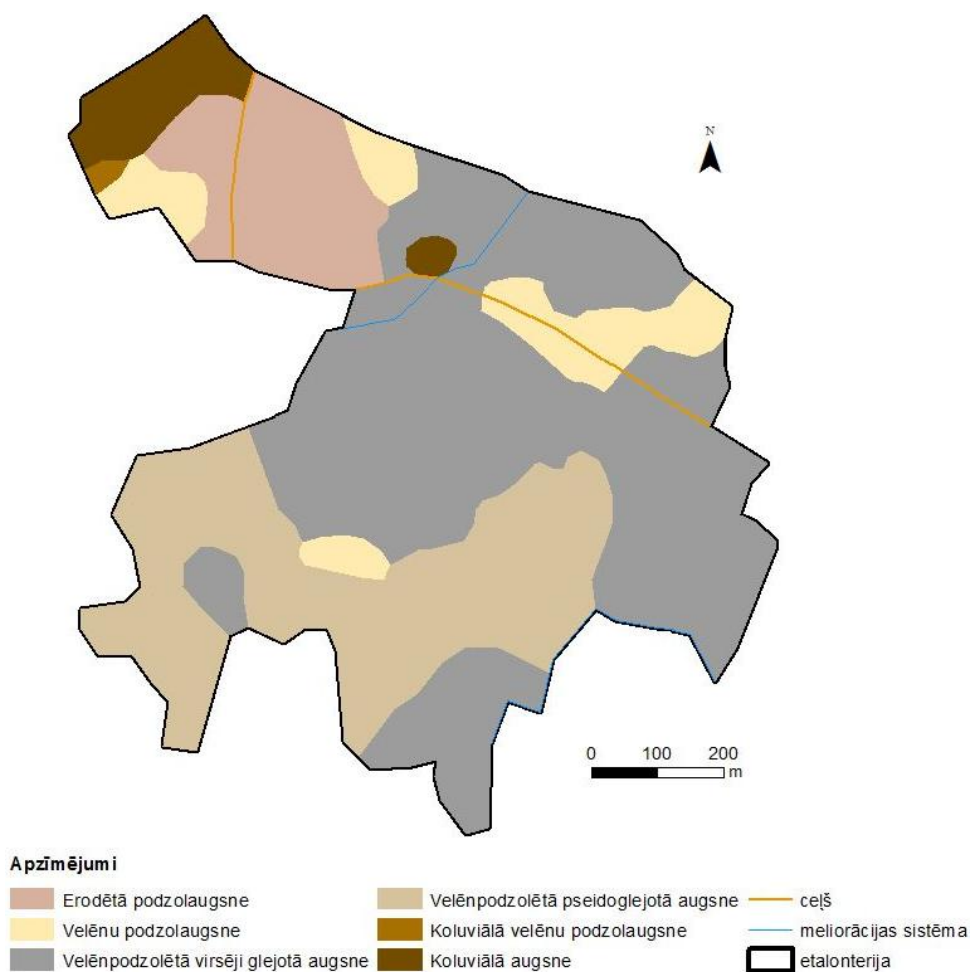 N
0 100 200
m
Apzīmējumi
Erodētā podzolaugsne
Velēnu podzolaugsne
Velēnpodzolētā virsēji glejotā augsne
Velēnpodzolētā pseidoglejotā augsne
Koluviālā velēnu podzolaugsne
Koluviālā augsne
ceļš
meliorācijas sistēma
etalonterija